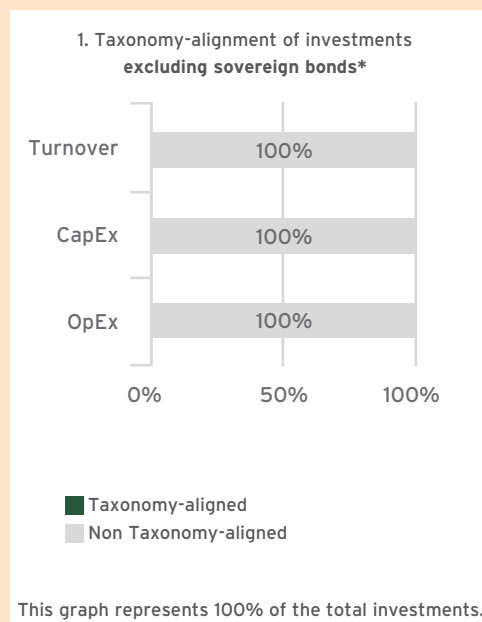 1. Taxonomy-alignment of investments
excluding sovereign bonds*
Turnover
100%
CapEx
100%
OpEx
100%
0% 50% 100%
Taxonomy-aligned
Non Taxonomy-aligned
This graph represents 100% of the total investments.